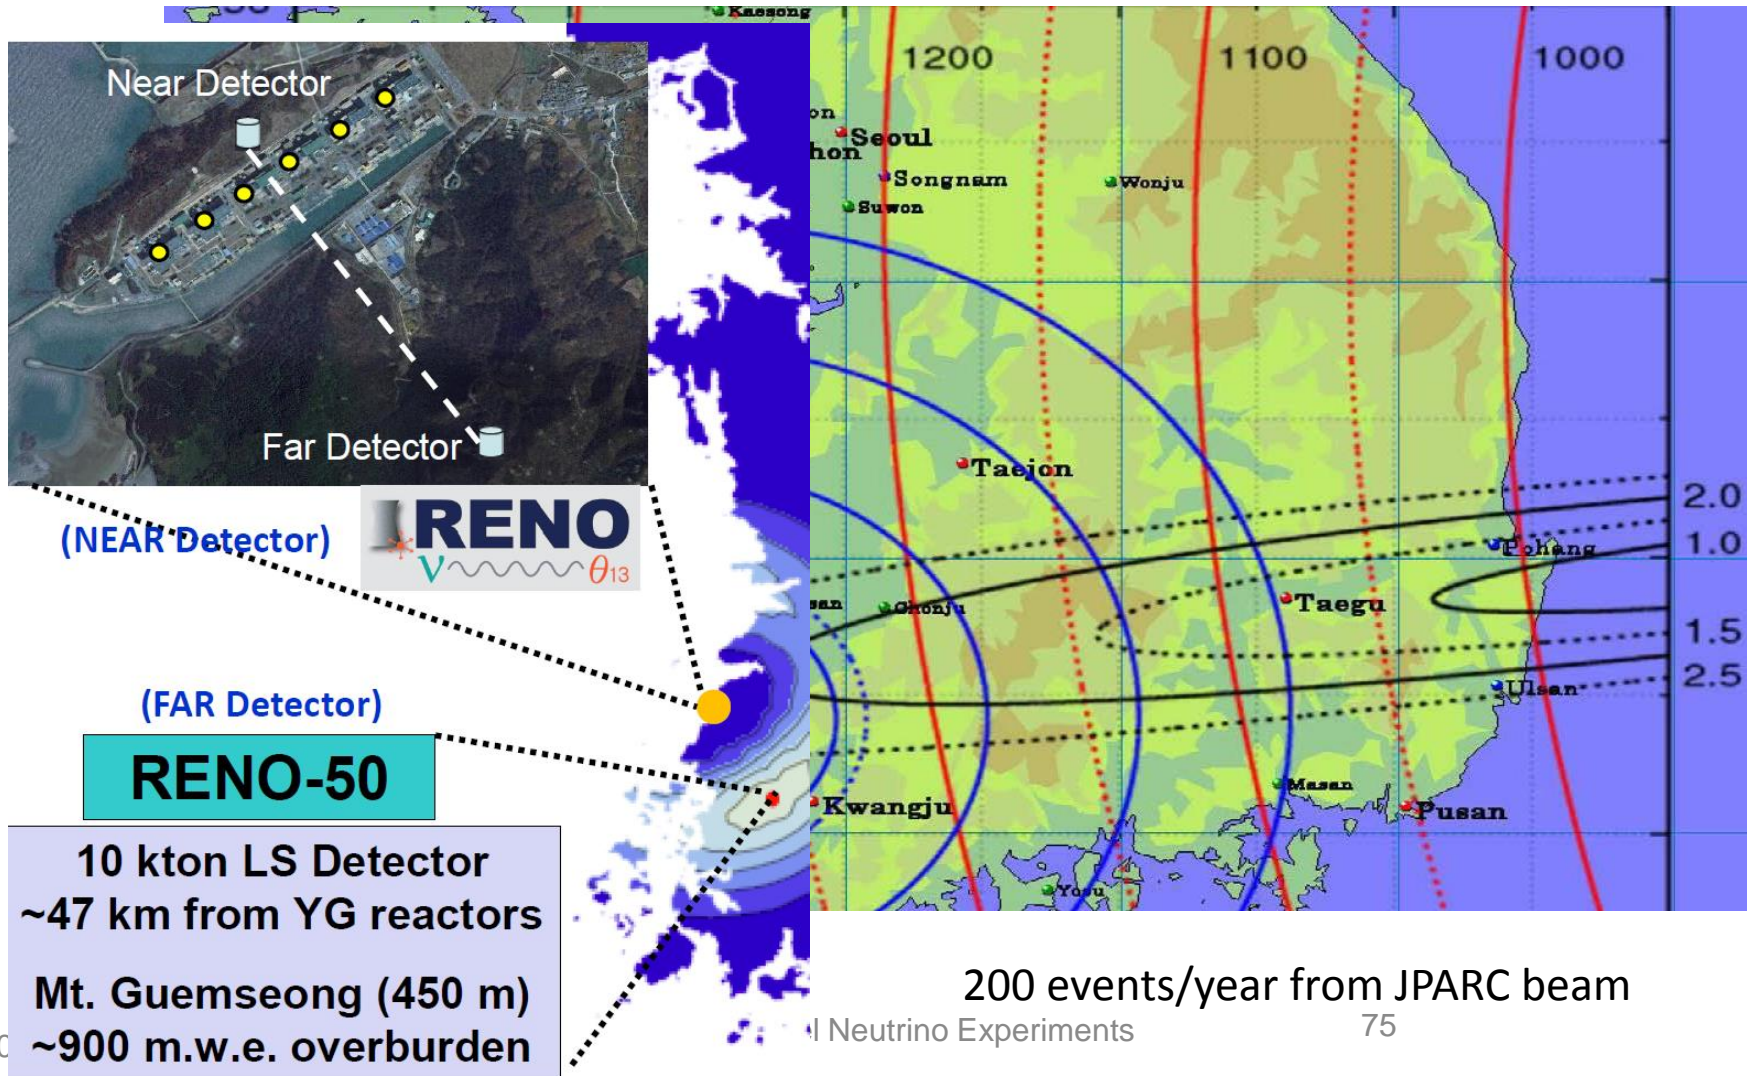 Kaesong
Near Detector
Far Detector
(NEAR Detector)
RENO
ν θ13
(FAR Detector)
RENO-50
10 kton LS Detector
~47 km from YG reactors
Mt. Guemseong (450 m)
~900 m.w.e. overburden
1200 1100 1000
Seoul
Songnam
Suwon
Wonju
Taejon
2.0
Pohang
1.0
Chonju
Taegu
1.5
Ulsan
2.5
Masan
Kwangju
Pusan
Yosu
200 events/year from JPARC beam
l Neutrino Experiments
75